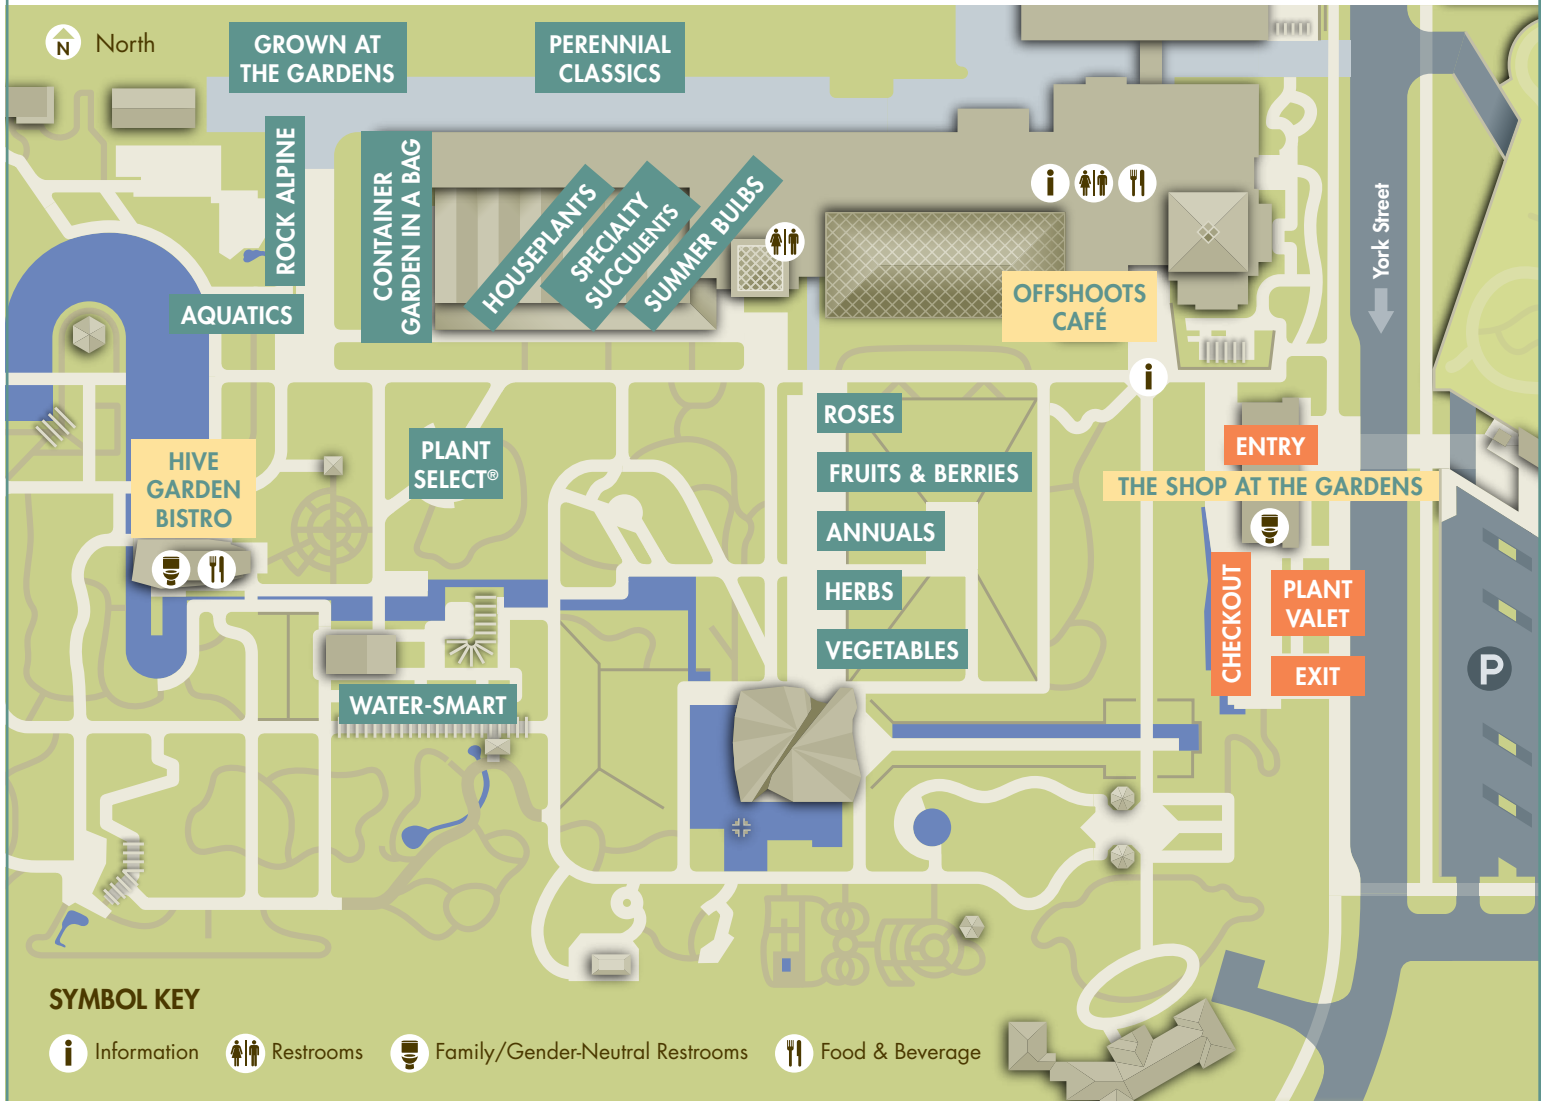 N
North
GROWN AT
THE GARDENS
PERENNIAL
CLASSICS
ROCK ALPINE
CONTAINER
GARDEN IN A BAG
HOUSEPLANTS
SPECIALTY
SUCCULENTS
SUMMER BULBS
York Street
AQUATICS
OFFSHOOTS
CAFÉ
ROSES
PLANT
SELECT®
ENTRY
HIVE
GARDEN
BISTRO
FRUITS & BERRIES
THE SHOP AT THE GARDENS
ANNUALS
HERBS
CHECKOUT
PLANT
VALET
VEGETABLES
EXIT
P
WATER-SMART
SYMBOL KEY
Information
Restrooms
Family/Gender-Neutral Restrooms
Food & Beverage